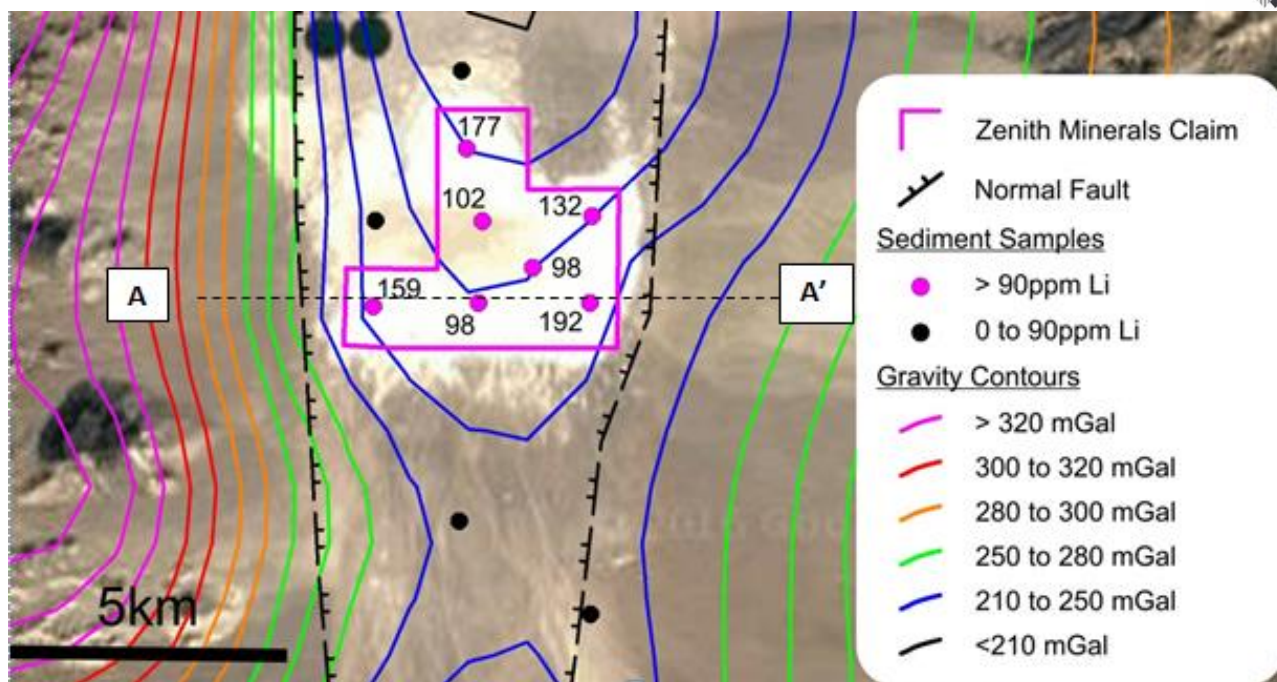 177
102
132
98
159
98
192
A
A'
5km
Zenith Minerals Claim
Normal Fault
Sediment Samples
> 90ppm Li
0 to 90ppm Li
Gravity Contours
> 320 mGal
300 to 320 mGal
280 to 300 mGal
250 to 280 mGal
210 to 250 mGal
<210 mGal